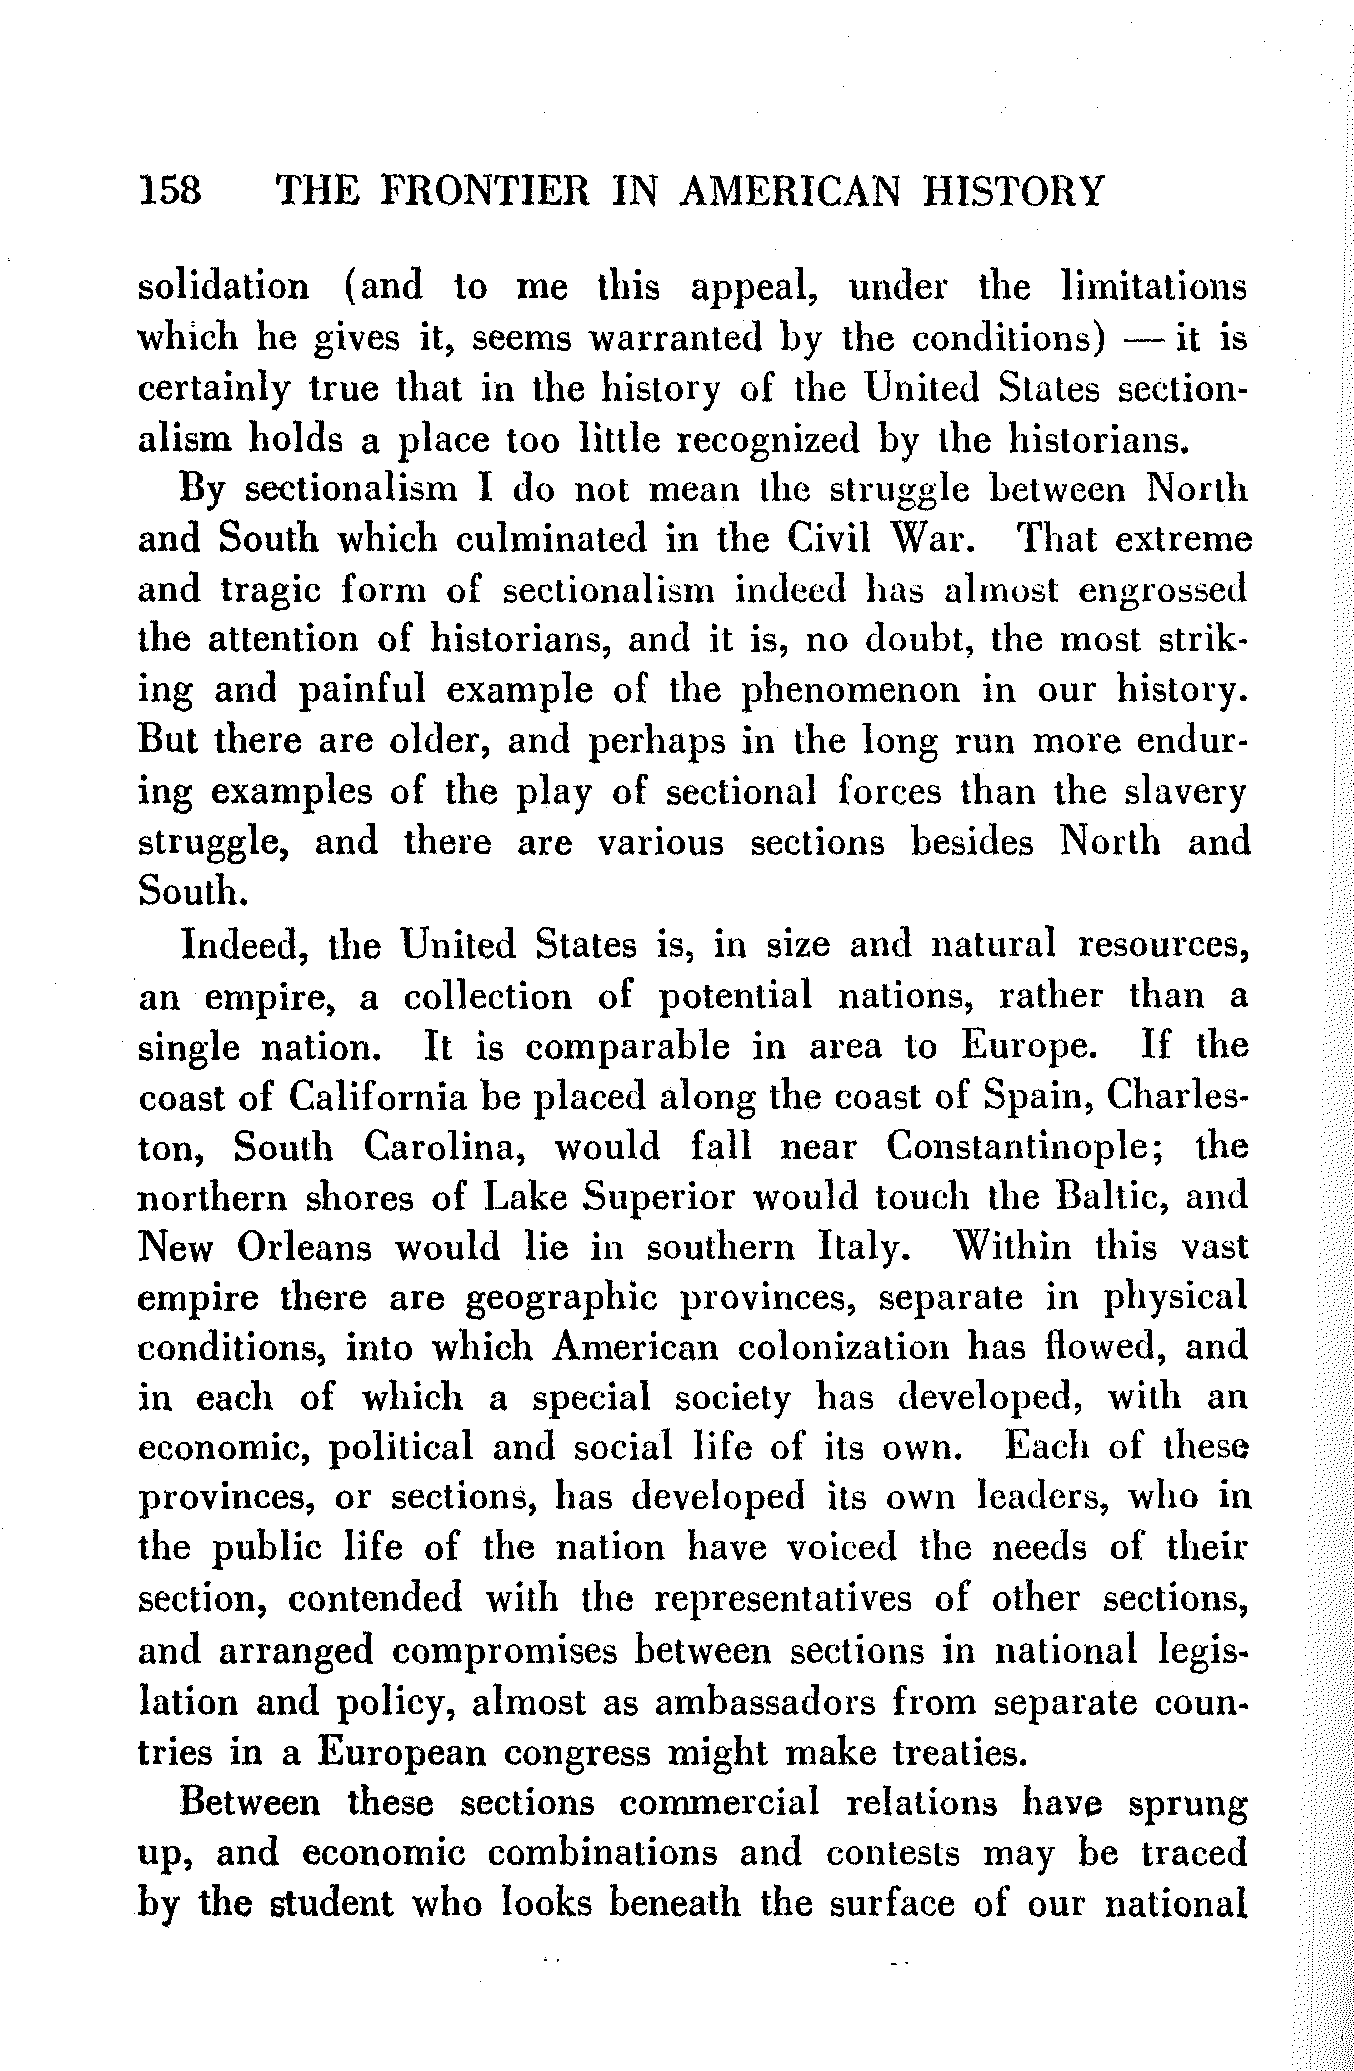 158 THE FRONTIER IN AMERICAN HISTORY
solidation (and to me this appeal, under the limitations
which he gives it, seems warranted by the conditions) — it is
certainly true that in the history of the United States section-
alism holds a place too little recognized by the historians.
By sectionalism I do not mean the struggle between North
and South which culminated in the Civil War. That extreme
and tragic form of sectionalism indeed has almost engrossed
the attention of historians, and it is, no doubt, the most strik-
ing and painful example of the phenomenon in our history.
But there are older, and perhaps in the long run more endur-
ing examples of the play of sectional forces than the slavery
struggle, and there are various sections besides North and
South.
Indeed, the United States is, in size and natural resources,
an empire, a collection of potential nations, rather than a
single nation. It is comparable in area to Europe. If the
coast of California be placed along the coast of Spain, Charles-
ton, South Carolina, would fall near Constantinople; the
northern shores of Lake Superior would touch the Baltic, and
New Orleans would lie in southern Italy. Within this vast
empire there are geographic provinces, separate in physical
conditions, into which American colonization has flowed, and
in each of which a special society has developed, with an
economic, political and social life of its own. Each of these
provinces, or sections, has developed its own leaders, who in
the public life of the nation have voiced the needs of their
section, contended with the representatives of other sections,
and arranged compromises between sections in national legis-
lation and policy, almost as ambassadors from separate coun-
tries in a European congress might make treaties.
Between these sections commercial relations have sprung
up, and economic combinations and contests may be traced
by the student who looks beneath the surface of our national